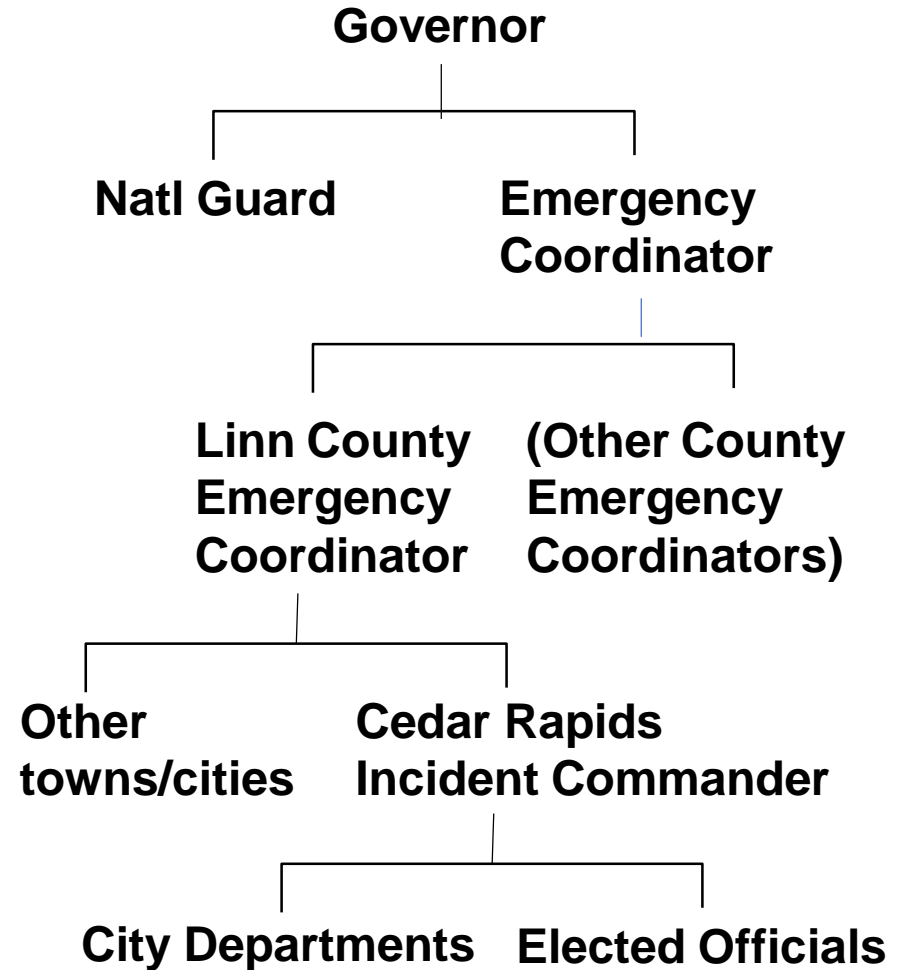 Governor
Natl Guard
Emergency
Coordinator
Linn County
Emergency
Coordinator
(Other County
Emergency
Coordinators)
Other
towns/cities
Cedar Rapids
Incident Commander
City Departments
Elected Officials